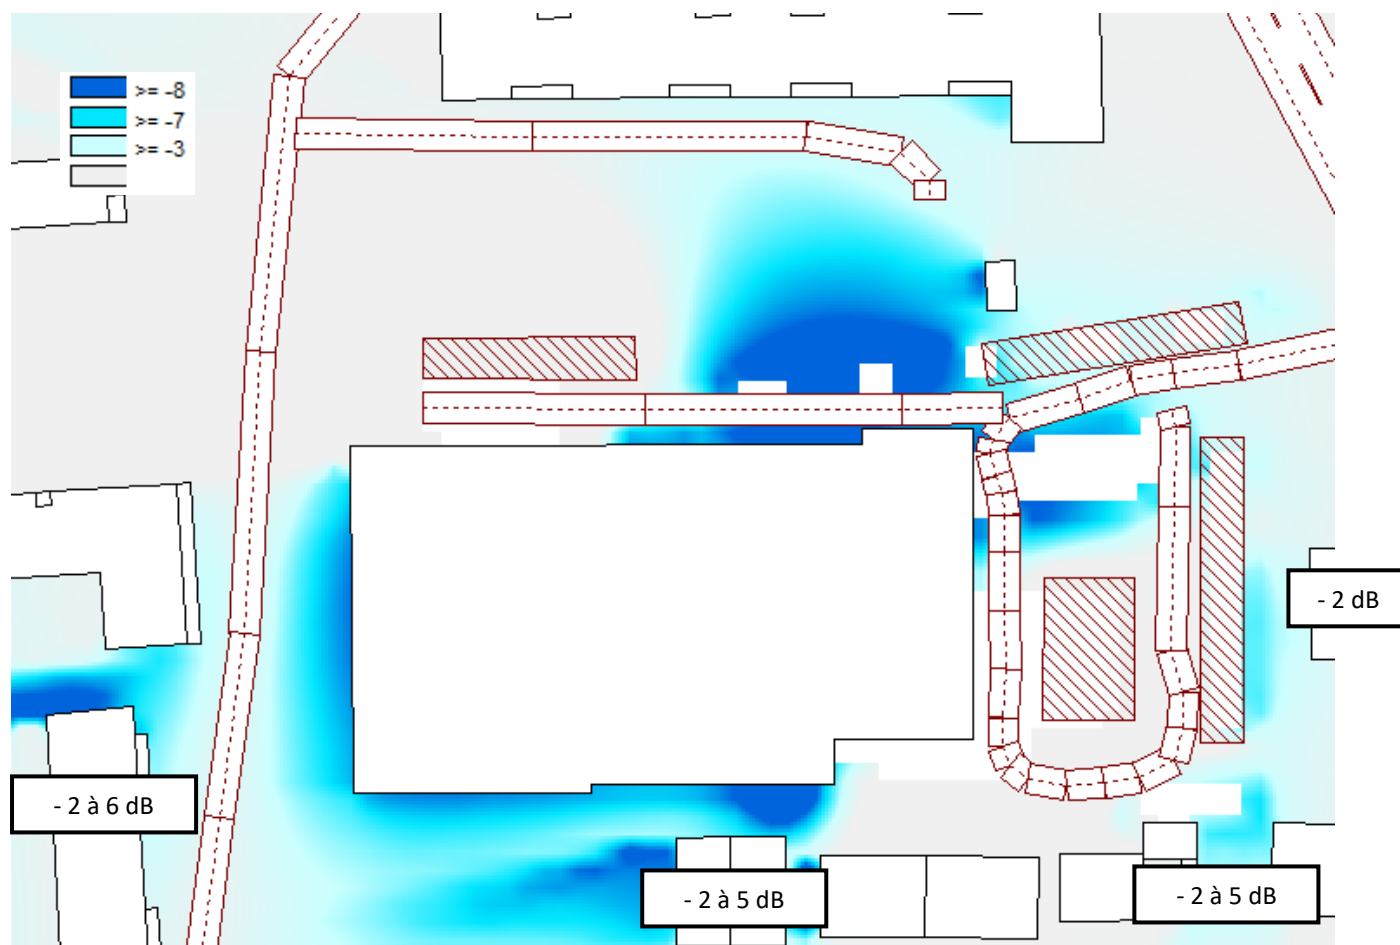 >= -8
>= -7
>= -3
- 2 dB
- 2 à 6 dB
- 2 à 5 dB
- 2 à 5 dB